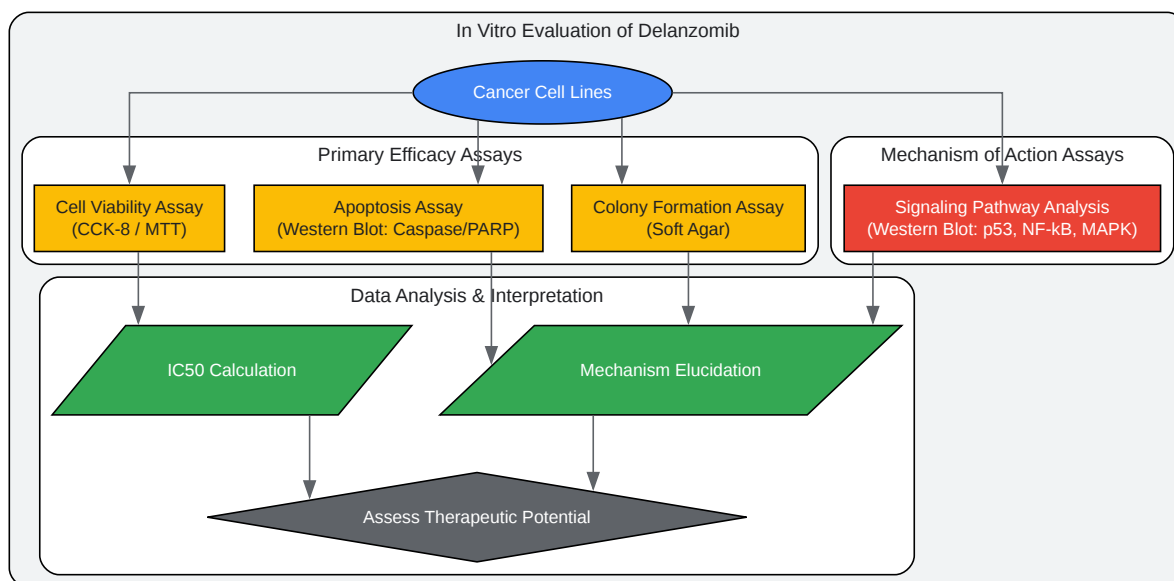 In Vitro Evaluation of Delanzomib
Cancer Cell Lines
Primary Efficacy Assays
Mechanism of Action Assays
Cell Viability Assay
(CCK-8 / MTT)
Apoptosis Assay
(Western Blot: Caspase/PARP)
Colony Formation Assay
(Soft Agar)
Signaling Pathway Analysis
(Western Blot: p53, NF-kB, MAPK)
Data Analysis & Interpretation
IC50 Calculation
Mechanism Elucidation
Assess Therapeutic Potential